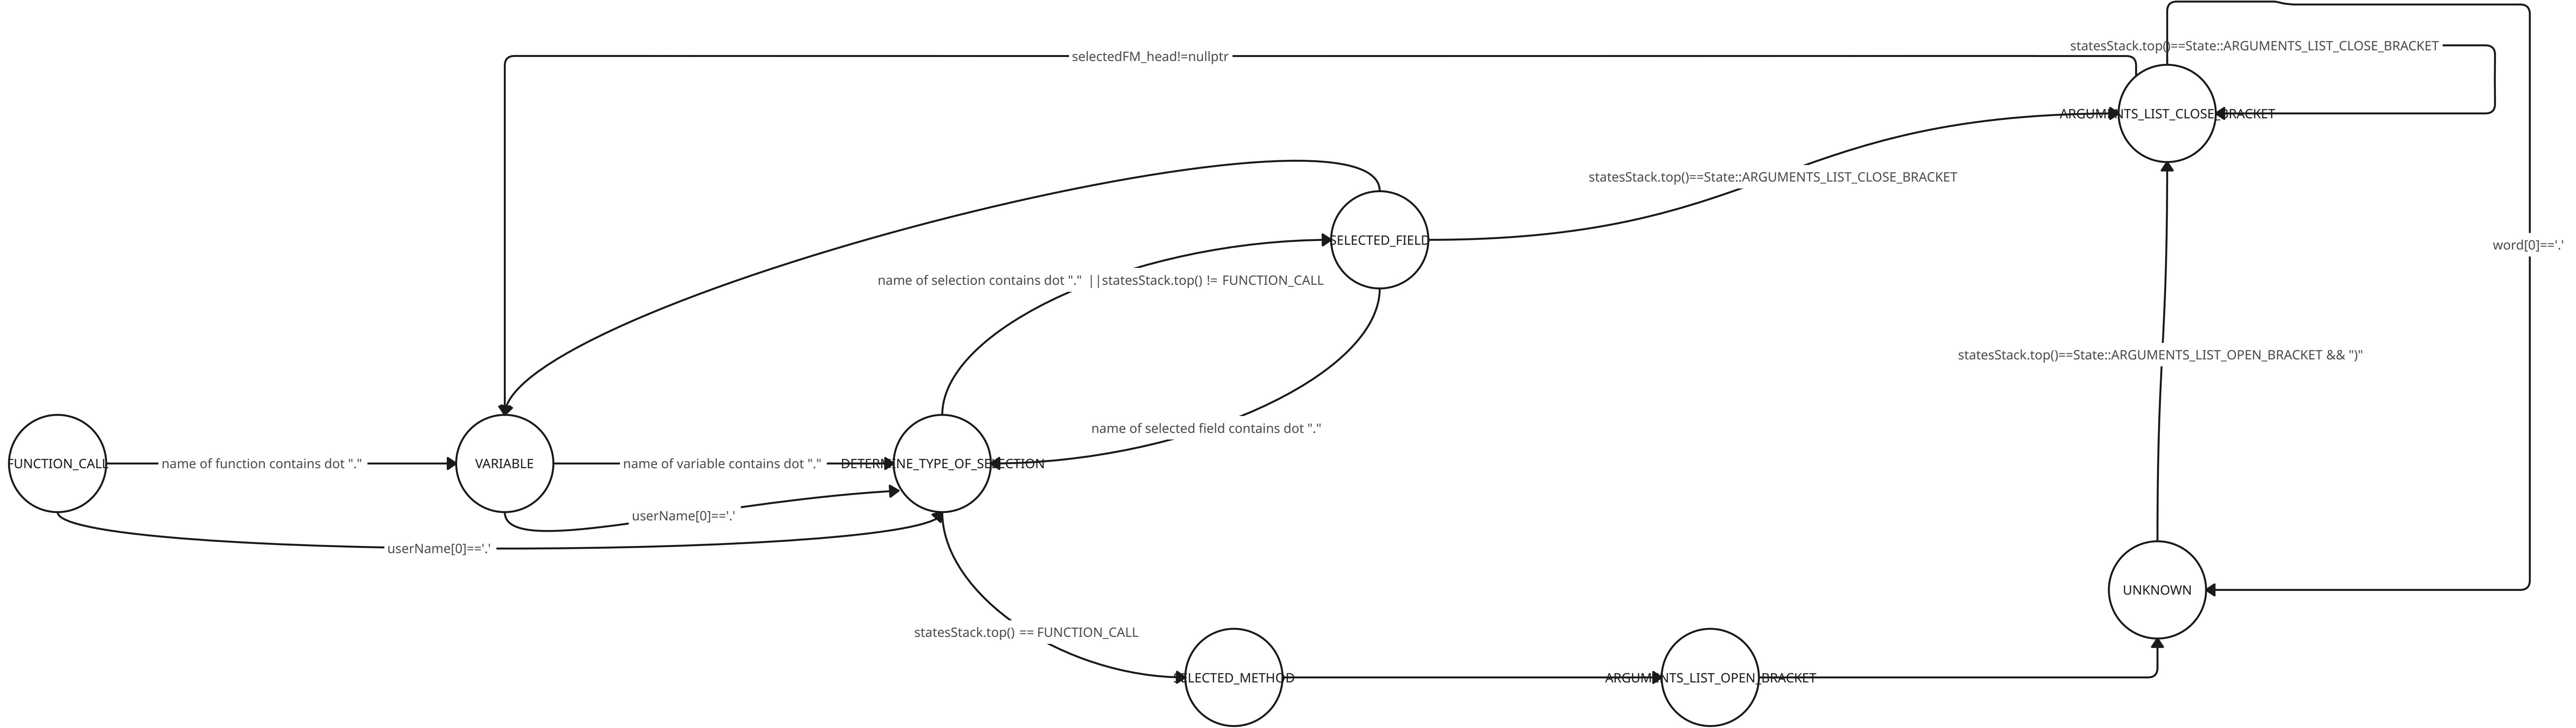 statesStack.top()==State::ARGUMENTS_LIST_CLOSE_BRACKET
selectedFM_head!=nullptr
ARGUMENTS_LIST_CLOSE_BRACKET
statesStack.top()==State::ARGUMENTS_LIST_CLOSE_BRACKET
SELECTED_FIELD
word[0]=='.'
name of selection contains dot "." ||statesStack.top() != FUNCTION_CALL
statesStack.top()==State::ARGUMENTS_LIST_OPEN_BRACKET && ")"
name of selected field contains dot "."
FUNCTION_CALL
name of function contains dot "."
VARIABLE
name of variable contains dot "."
DETERMINE_TYPE_OF_SELECTION
userName[0]=='.'
userName[0]=='.'
UNKNOWN
statesStack.top() == FUNCTION_CALL
SELECTED_METHOD
ARGUMENTS_LIST_OPEN_BRACKET